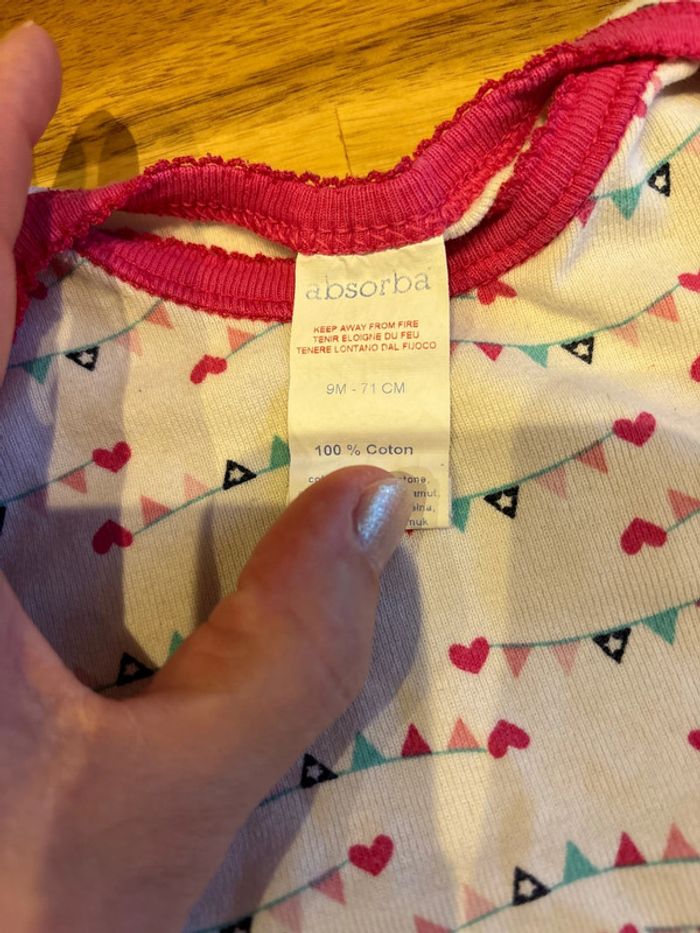 absorba
KEEP AWAY FROM FIRE
TENIR ELOIGNE DU FEU
TENERE LONTANO DAL FUOCO
9M - 71 CM
100 % Coton